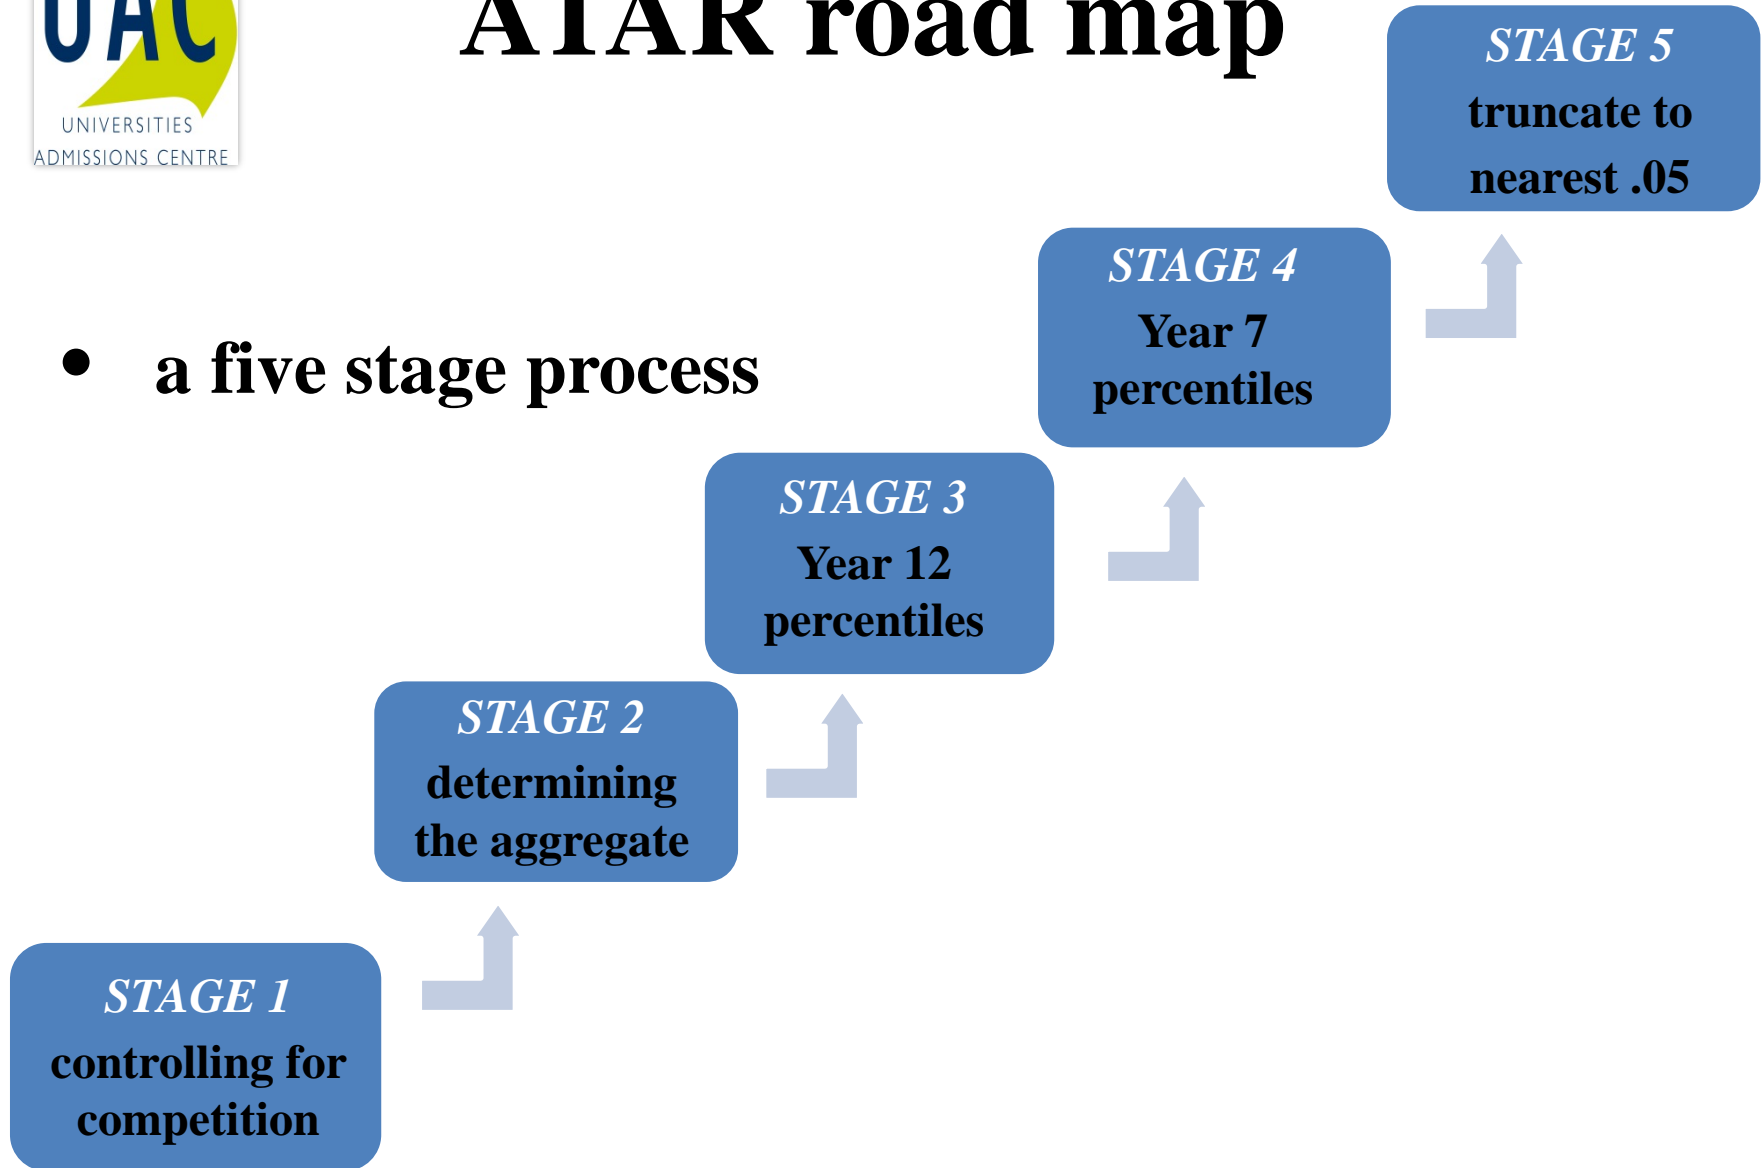 UAC
UNIVERSITIES
ADMISSIONS CENTRE
ATAR road map
• a five stage process
STAGE 5
truncate to
nearest .05
STAGE 4
Year 7
percentiles
STAGE 3
Year 12
percentiles
STAGE 2
determining
the aggregate
STAGE 1
controlling for
competition